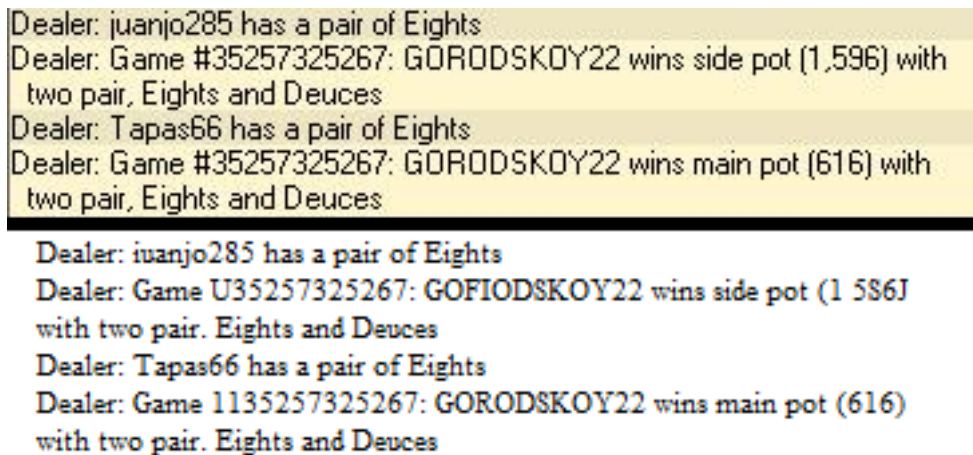 Dealer: juanjo285 has a pair of Eights
Dealer: Game #35257325267: GORODSKOY22 wins side pot (1,596) with
two pair, Eights and Deuces
Dealer: Tapas66 has a pair of Eights
Dealer: Game #35257325267: GORODSKOY22 wins main pot (616) with
two pair, Eights and Deuces
Dealer: iuanjo285 has a pair of Eights
Dealer: Game U35257325267: GOFIODSKOY22 wins side pot (1 5S6J
with two pair. Eights and Deuces
Dealer: Tapas66 has a pair of Eights
Dealer: Game 1135257325267: GORODSKOY22 wins main pot (616)
with two pair. Eights and Deuces